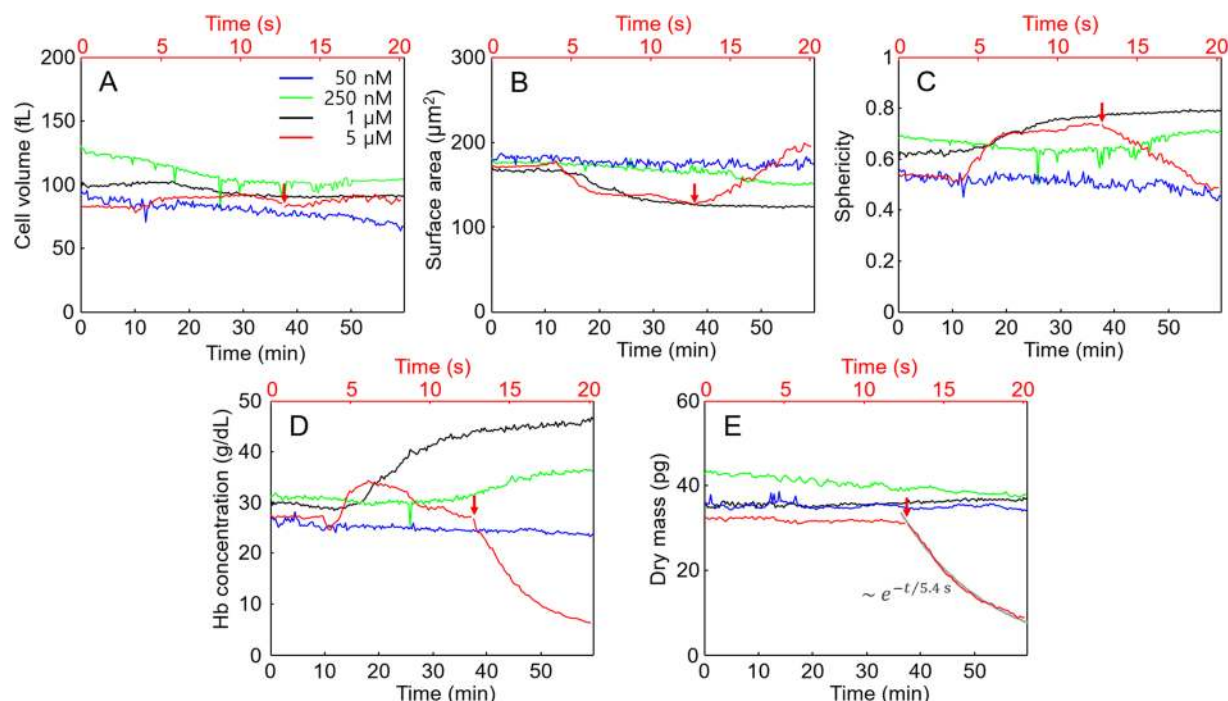 Time (s)
0 5 10 15 20
A
50 nM
250 nM
1 μM
5 μM
Cell volume (fL)
200
150
100
50
0
0 10 20 30 40 50
Time (min)
Time (s)
0 5 10 15 20
B
Surface area (μm²)
300
200
100
0
0 10 20 30 40 50
Time (min)
Time (s)
0 5 10 15 20
C
Sphericity
1
0.8
0.6
0.4
0.2
0
0 10 20 30 40 50
Time (min)
Time (s)
0 5 10 15 20
D
Hb concentration (g/dL)
50
40
30
20
10
0
0 10 20 30 40 50
Time (min)
Time (s)
0 5 10 15 20
E
Dry mass (pg)
60
40
20
0
~ e^{-t/5.4 s}
0 10 20 30 40 50
Time (min)